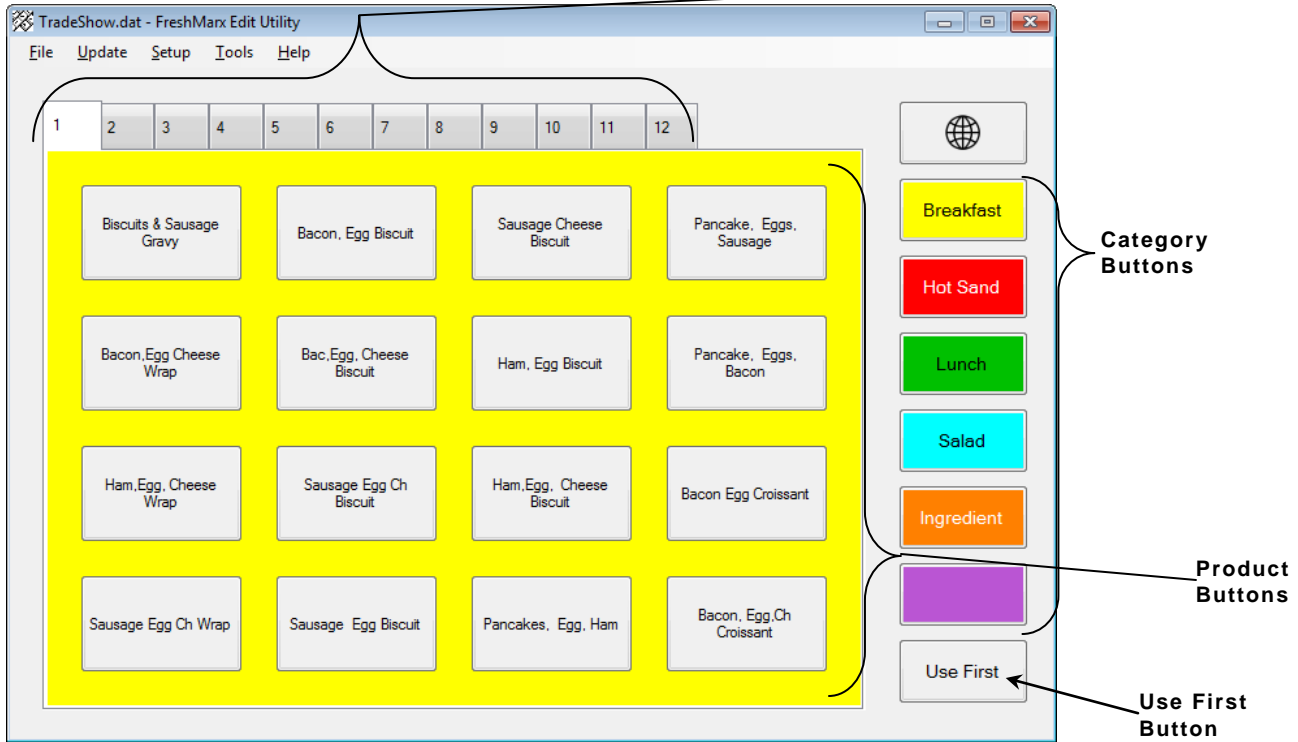 TradeShow.dat - FreshMarx Edit Utility
File Update Setup Tools Help
1 2 3 4 5 6 7 8 9 10 11 12
Biscuits & Sausage
Gravy
Bacon, Egg Biscuit
Sausage Cheese
Biscuit
Pancake, Eggs,
Sausage
Bacon,Egg Cheese
Wrap
Bac,Egg, Cheese
Biscuit
Ham, Egg Biscuit
Pancake, Eggs,
Bacon
Ham,Egg, Cheese
Wrap
Sausage Egg Ch
Biscuit
Ham,Egg, Cheese
Biscuit
Bacon Egg Croissant
Sausage Egg Ch Wrap
Sausage Egg Biscuit
Pancakes, Egg, Ham
Bacon, Egg,Ch
Croissant
Breakfast
Hot Sand
Lunch
Salad
Ingredient
Use First
Category
Buttons
Product
Buttons
Use First
Button